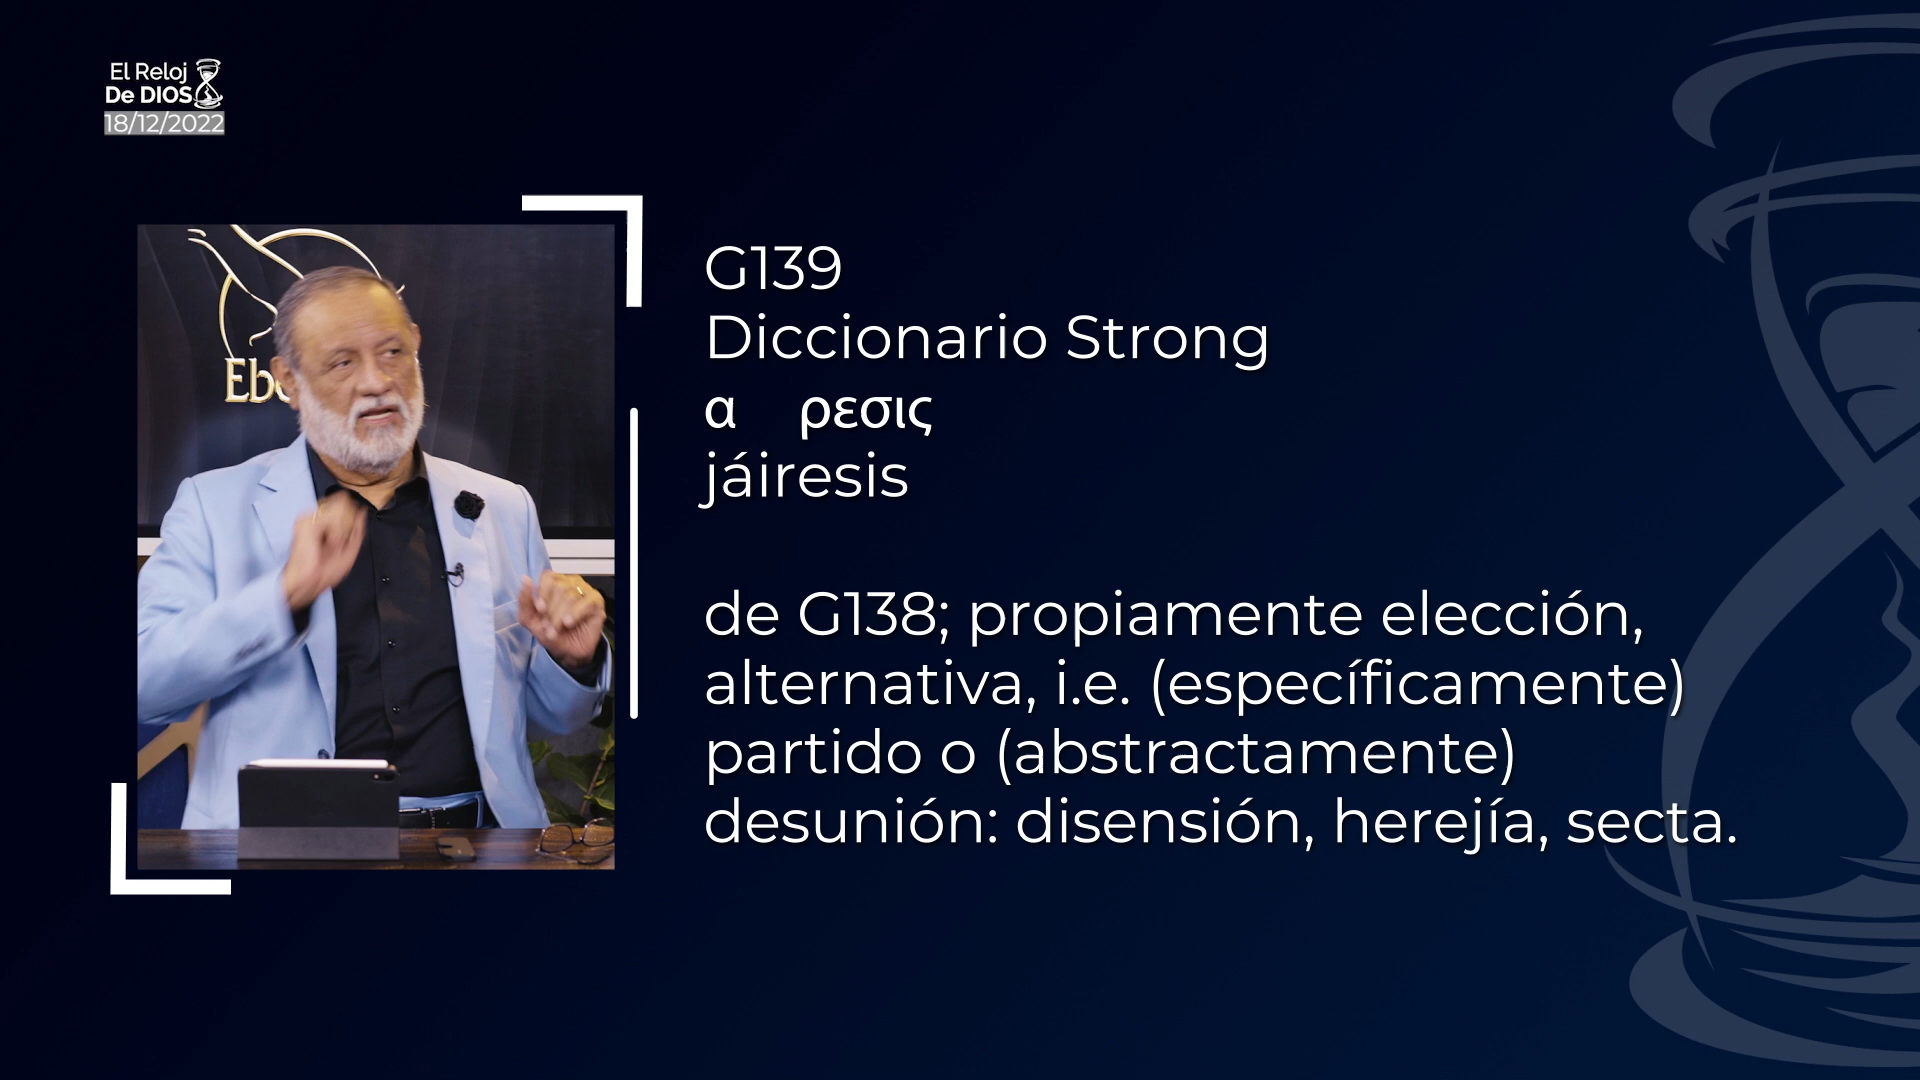 El Reloj
De DIOS
18/12/2022
G139
Diccionario Strong
α ρεσις
jáiresis
de G138; propiamente elección,
alternativa, i.e. (específicamente)
partido o (abstractamente)
desunión: disensión, herejía, secta.